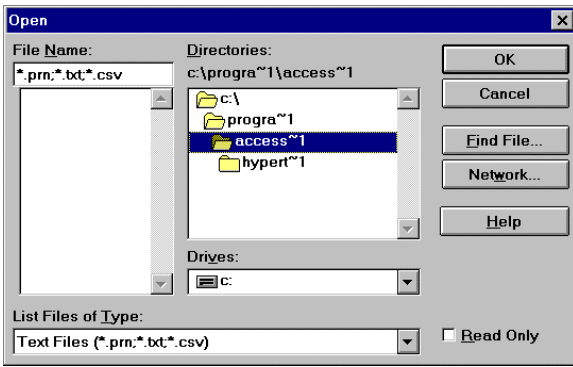 Open
File Name:
*.prn;*.txt;*.csv
Directories:
c:\progra~1\access~1
c:\
progra~1
access~1
hypert~1
Drives:
c:
List Files of Type:
Text Files (*.prn;*.txt;*.csv)
OK
Cancel
Find File...
Network...
Help
Read Only